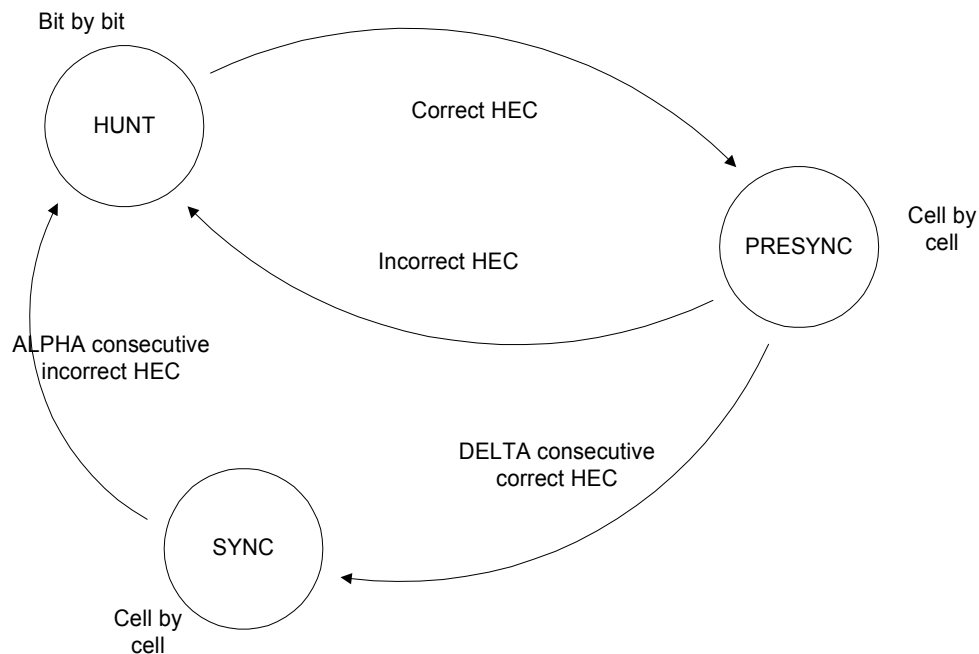 Bit by bit
HUNT
Correct HEC
PRESYNC
Cell by
cell
Incorrect HEC
ALPHA consecutive
incorrect HEC
DELTA consecutive
correct HEC
SYNC
Cell by
cell